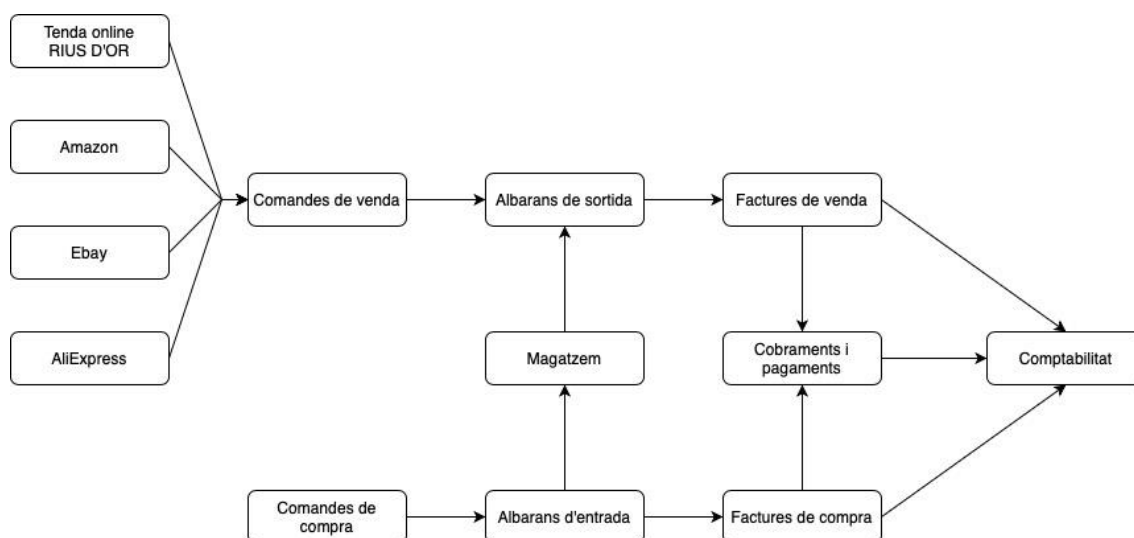 Tenda online
RIUS D'OR
Amazon
Comandes de venda
Albarans de sortida
Factures de venda
Ebay
AliExpress
Magatzem
Cobraments i
pagaments
Comptabilitat
Comandes de
compra
Albarans d'entrada
Factures de compra